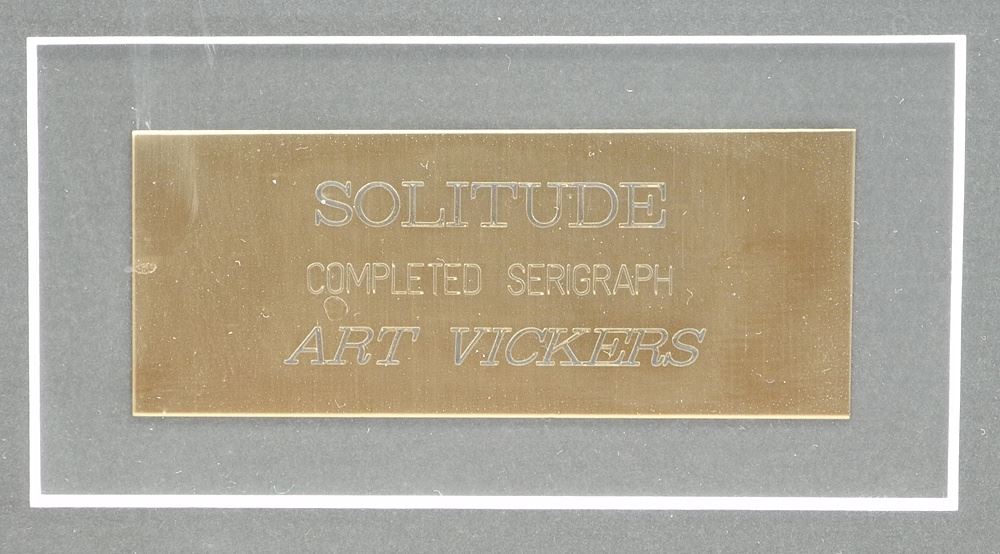 SOLITUDE
COMPLETED SERIGRAPH
ART VICKERS